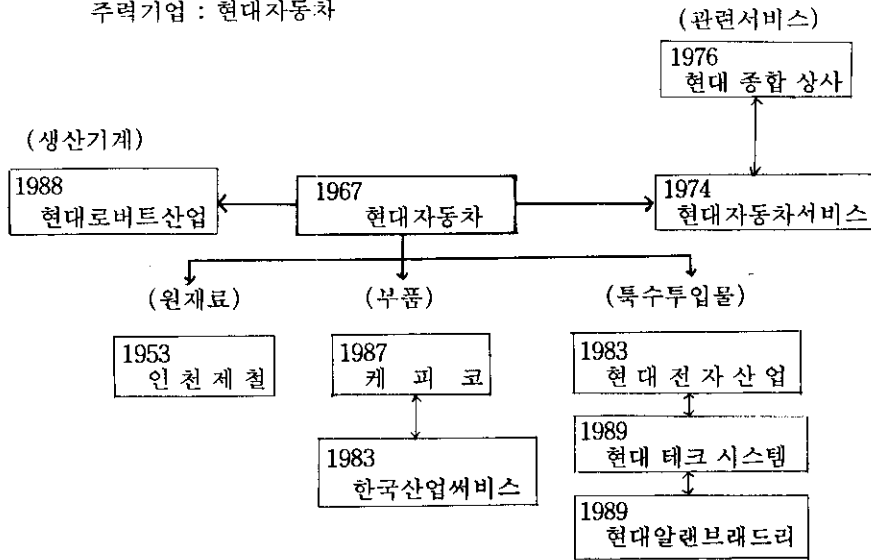 주력기업 : 현대자동차
(관련서비스)
1976
현대 종합 상사
(생산기계)
1988
현대로버트산업
1967
현대자동차
1974
현대자동차서비스
(원재료)
(부품)
(특수투입물)
1953
인 천 제 철
1987
케 피 코
1983
현 대 전 자 산 업
1989
현대 테크 시스템
1983
한국산업써비스
1989
현대알랜브래드리